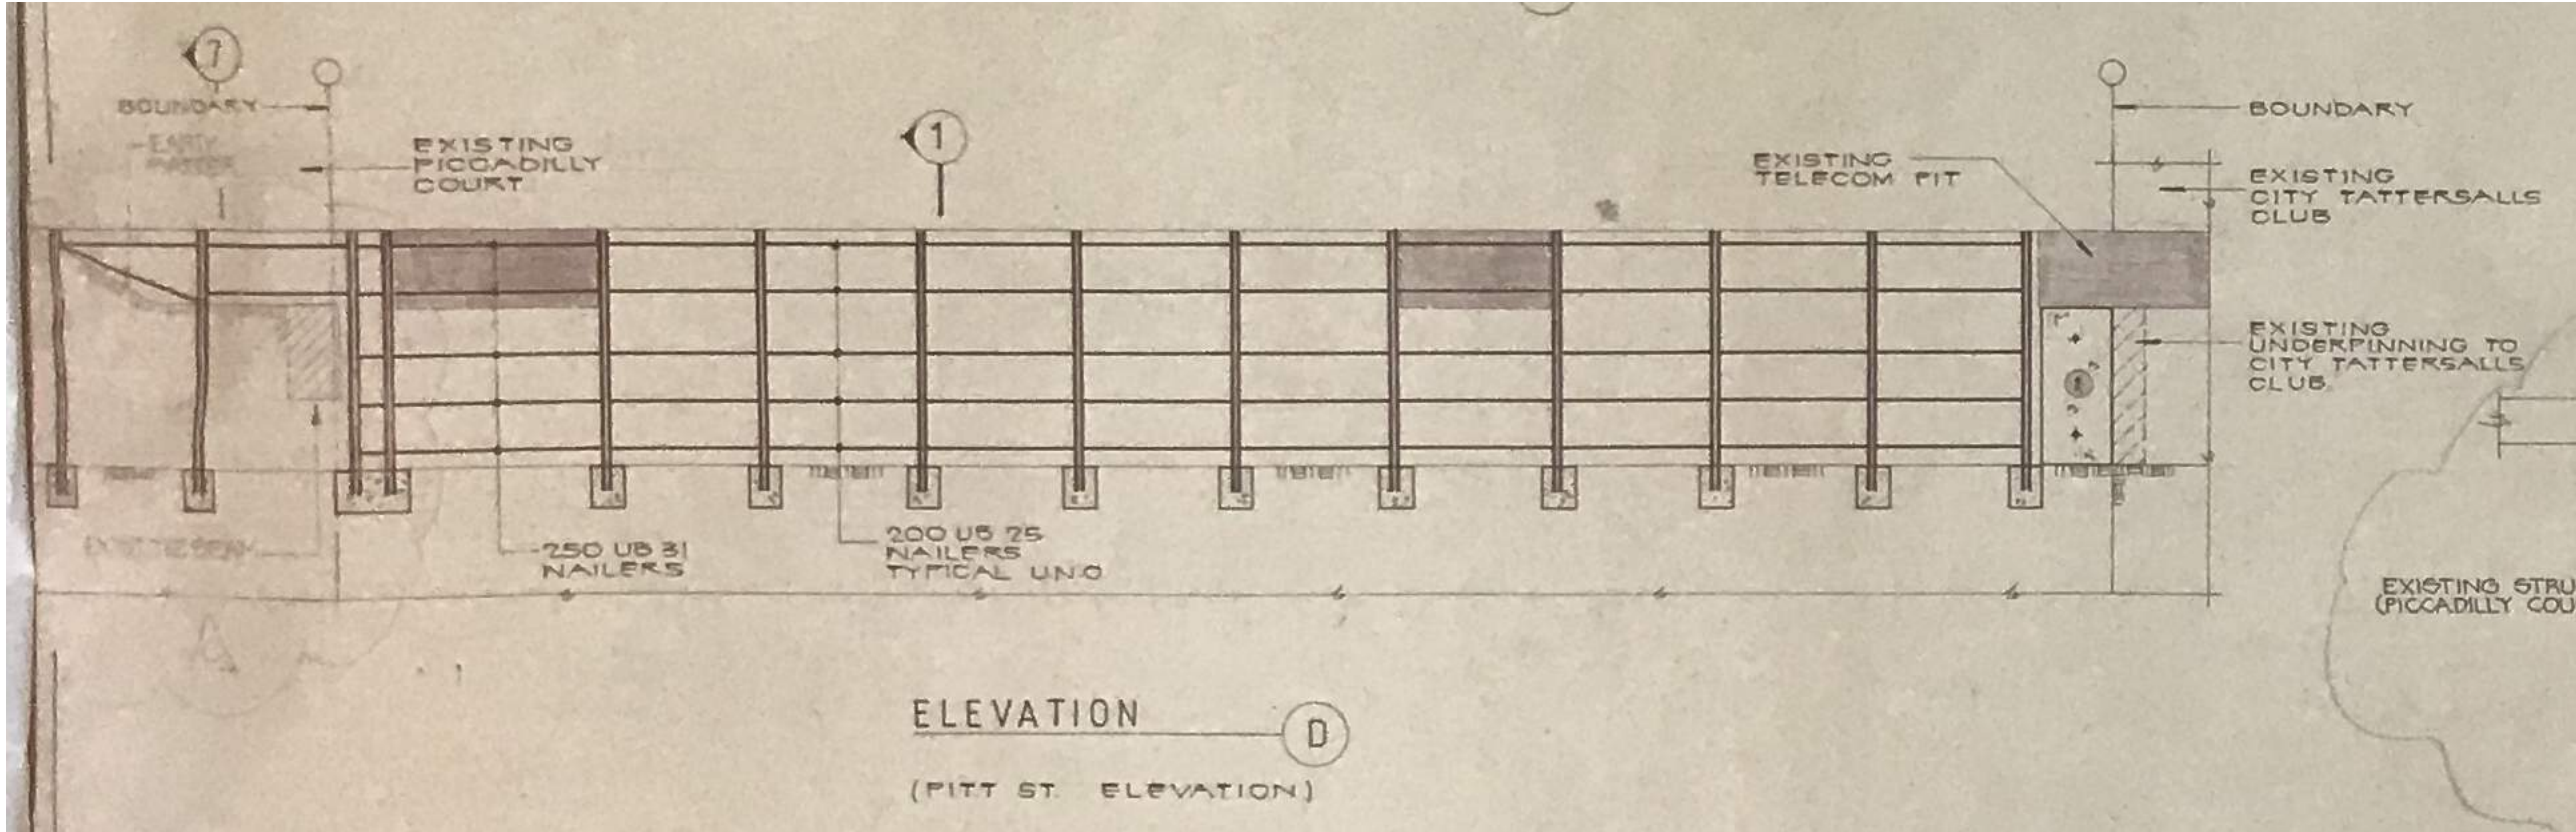 7
BOUNDARY
EXISTING
PICCADILLY
COURT
1
EXISTING
TELECOM PIT
BOUNDARY
EXISTING
CITY TATTERSALLS
CLUB
EXISTING
UNDERPINNING TO
CITY TATTERSALLS
CLUB
250 UB 31
NAILERS
200 UB 25
NAILERS
TYPICAL U.N.O
EXISTING STRU
(PICCADILLY COU
A
ELEVATION
D
(PITT ST. ELEVATION)